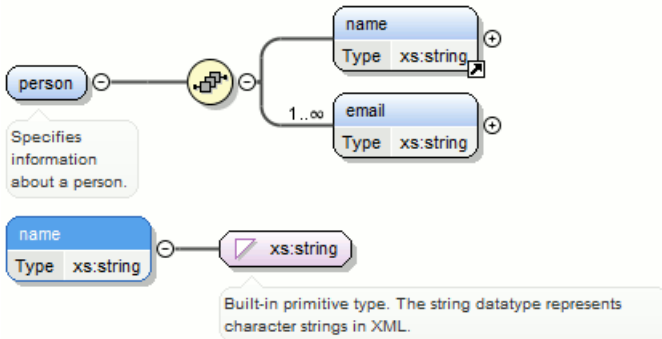 name
Type xs:string
person
1..∞
email
Type xs:string
Specifies
information
about a person.
name
Type xs:string
xs:string
Built-in primitive type. The string datatype represents
character strings in XML.